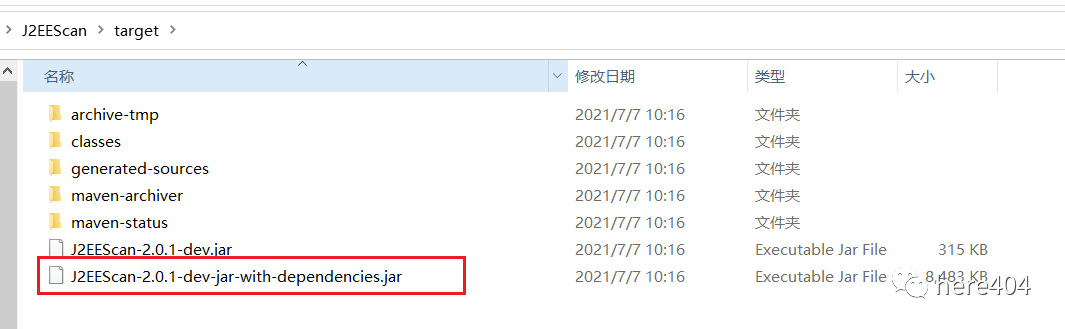 J2EEScan > target >
名称 修改日期 类型 大小
archive-tmp 2021/7/7 10:16 文件夹
classes 2021/7/7 10:16 文件夹
generated-sources 2021/7/7 10:16 文件夹
maven-archiver 2021/7/7 10:16 文件夹
maven-status 2021/7/7 10:16 文件夹
J2EEScan-2.0.1-dev.jar 2021/7/7 10:16 Executable Jar File 315 KB
J2EEScan-2.0.1-dev-jar-with-dependencies.jar 2021/7/7 10:16 Executable Jar File 8,483 KB
here404